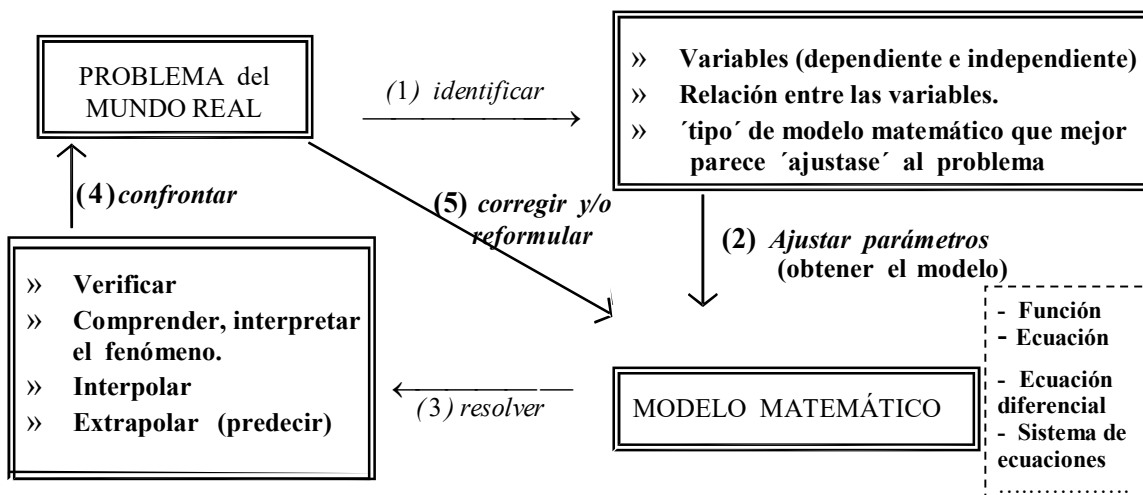 PROBLEMA del
MUNDO REAL
(1) identificar
» Variables (dependiente e independiente)
» Relación entre las variables.
» ´tipo´ de modelo matemático que mejor
parece ´ajustase´ al problema
(4) confrontar
(5) corregir y/o
reformular
(2) Ajustar parámetros
(obtener el modelo)
» Verificar
» Comprender, interpretar
el fenómeno.
» Interpolar
» Extrapolar (predecir)
(3) resolver
MODELO MATEMÁTICO
- Función
- Ecuación
- Ecuación
diferencial
- Sistema de
ecuaciones
.................